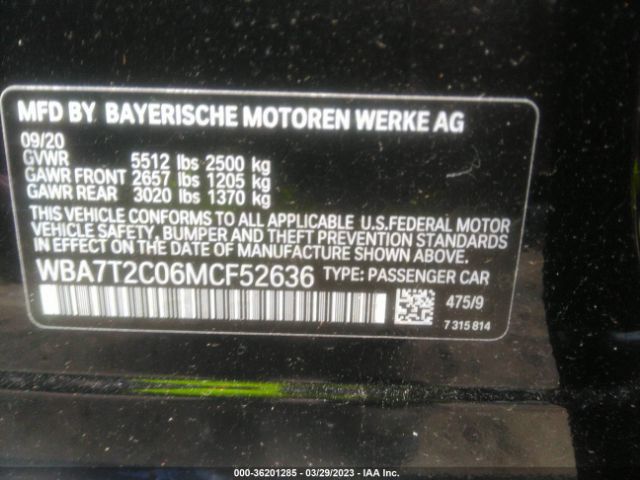 MFD BY BAYERISCHE MOTOREN WERKE AG
09/20
GVWR 5512 lbs 2500 kg
GAWR FRONT 2657 lbs 1205 kg
GAWR REAR 3020 lbs 1370 kg
THIS VEHICLE CONFORMS TO ALL APPLICABLE U.S.FEDERAL MOTOR
VEHICLE SAFETY, BUMPER, AND THEFT PREVENTION STANDARDS
IN EFFECT ON THE DATE OF MANUFACTURE SHOWN ABOVE.
WBA7T2C06MCF52636 TYPE: PASSENGER CAR
475/9
7 315 814
000-36201285 - 03/29/2023 - IAA Inc.